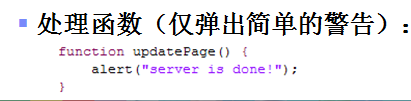 处理函数（仅弹出简单的警告）：
function updatePage() {
    alert("server is done!");
}